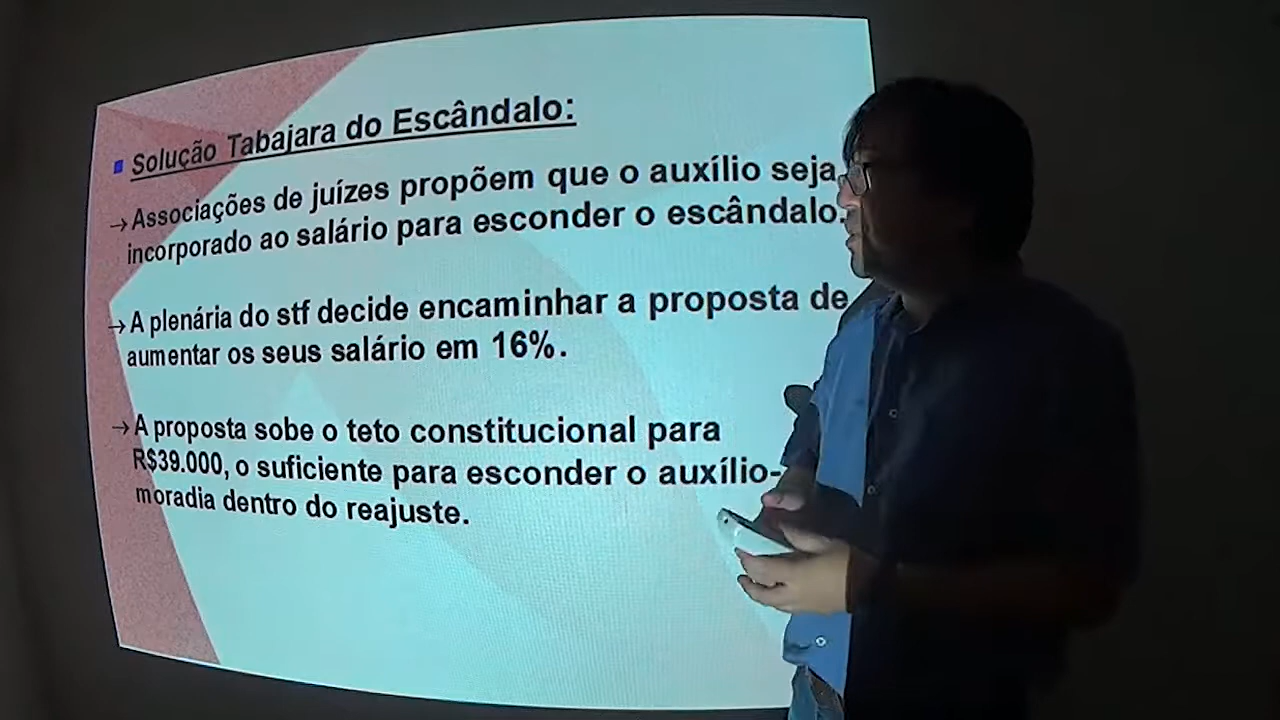 Solução Tabajara do Escândalo:
→Associações de juízes propõem que o auxílio seja
incorporado ao salário para esconder o escândalo.
→A plenária do stf decide encaminhar a proposta de
aumentar os seus salário em 16%.
→A proposta sobe o teto constitucional para
R$39.000, o suficiente para esconder o auxílio-
moradia dentro do reajuste.